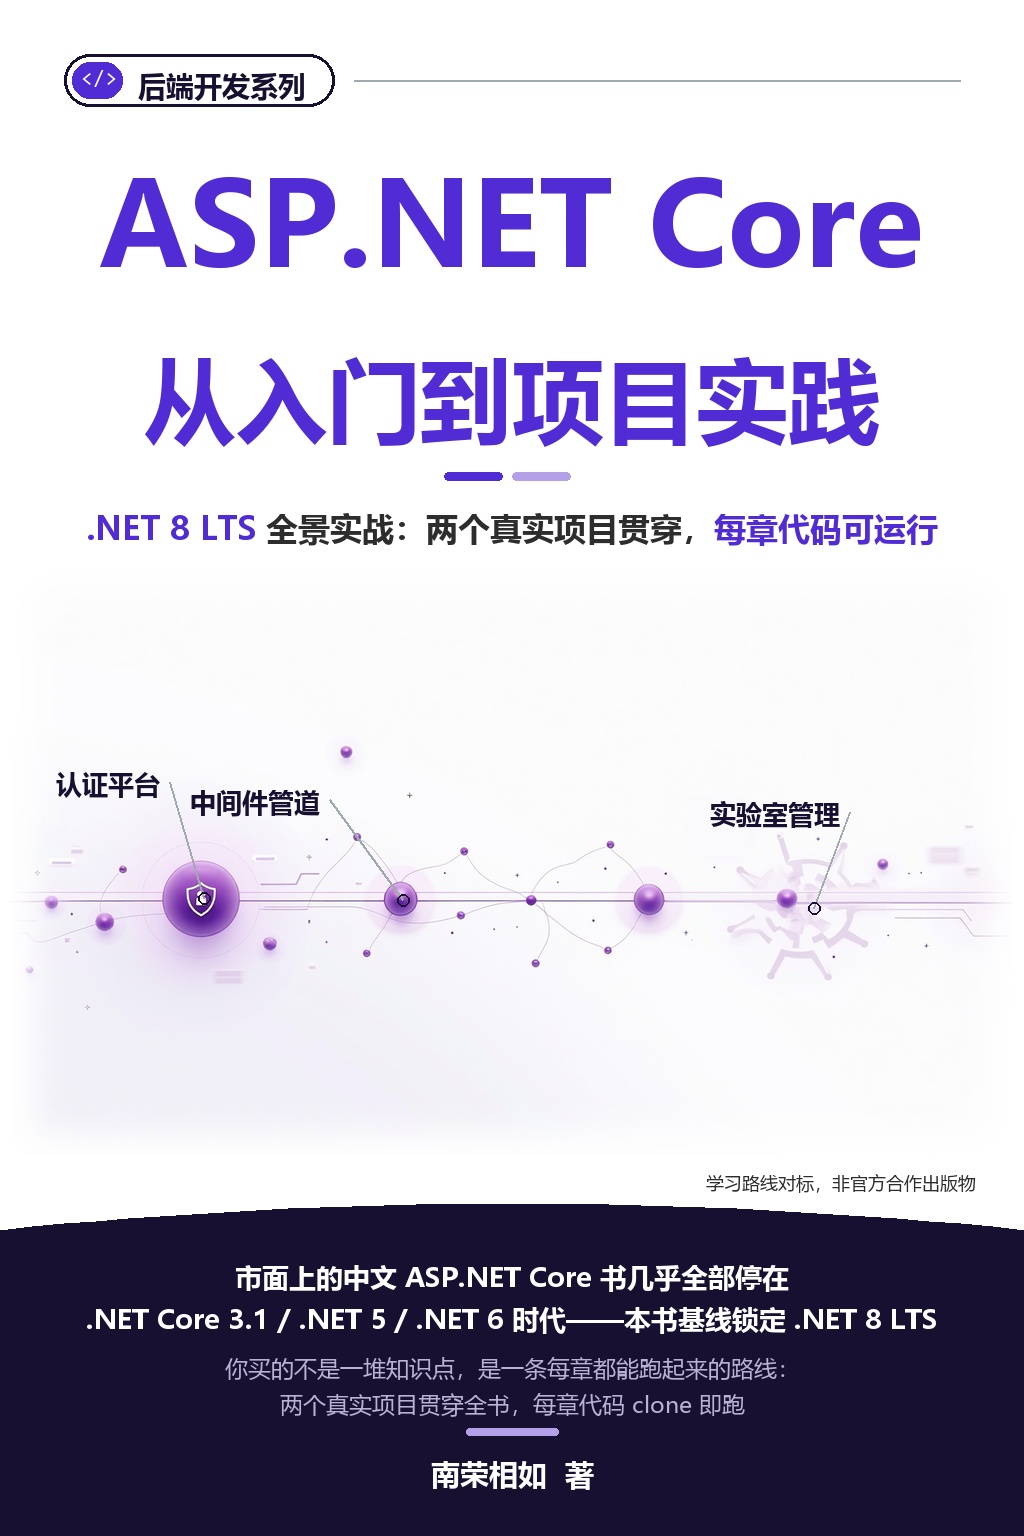 </> 后端开发系列
ASP.NET Core
从入门到项目实践
.NET 8 LTS 全景实战：两个真实项目贯穿，每章代码可运行
认证平台
中间件管道
实验室管理
学习路线对标，非官方合作出版物
市面上的中文 ASP.NET Core 书几乎全部停在
.NET Core 3.1 / .NET 5 / .NET 6 时代——本书基线锁定 .NET 8 LTS
你买的不是一堆知识点，是一条每章都能跑起来的路线：
两个真实项目贯穿全书，每章代码 clone 即跑
南荣相如 著